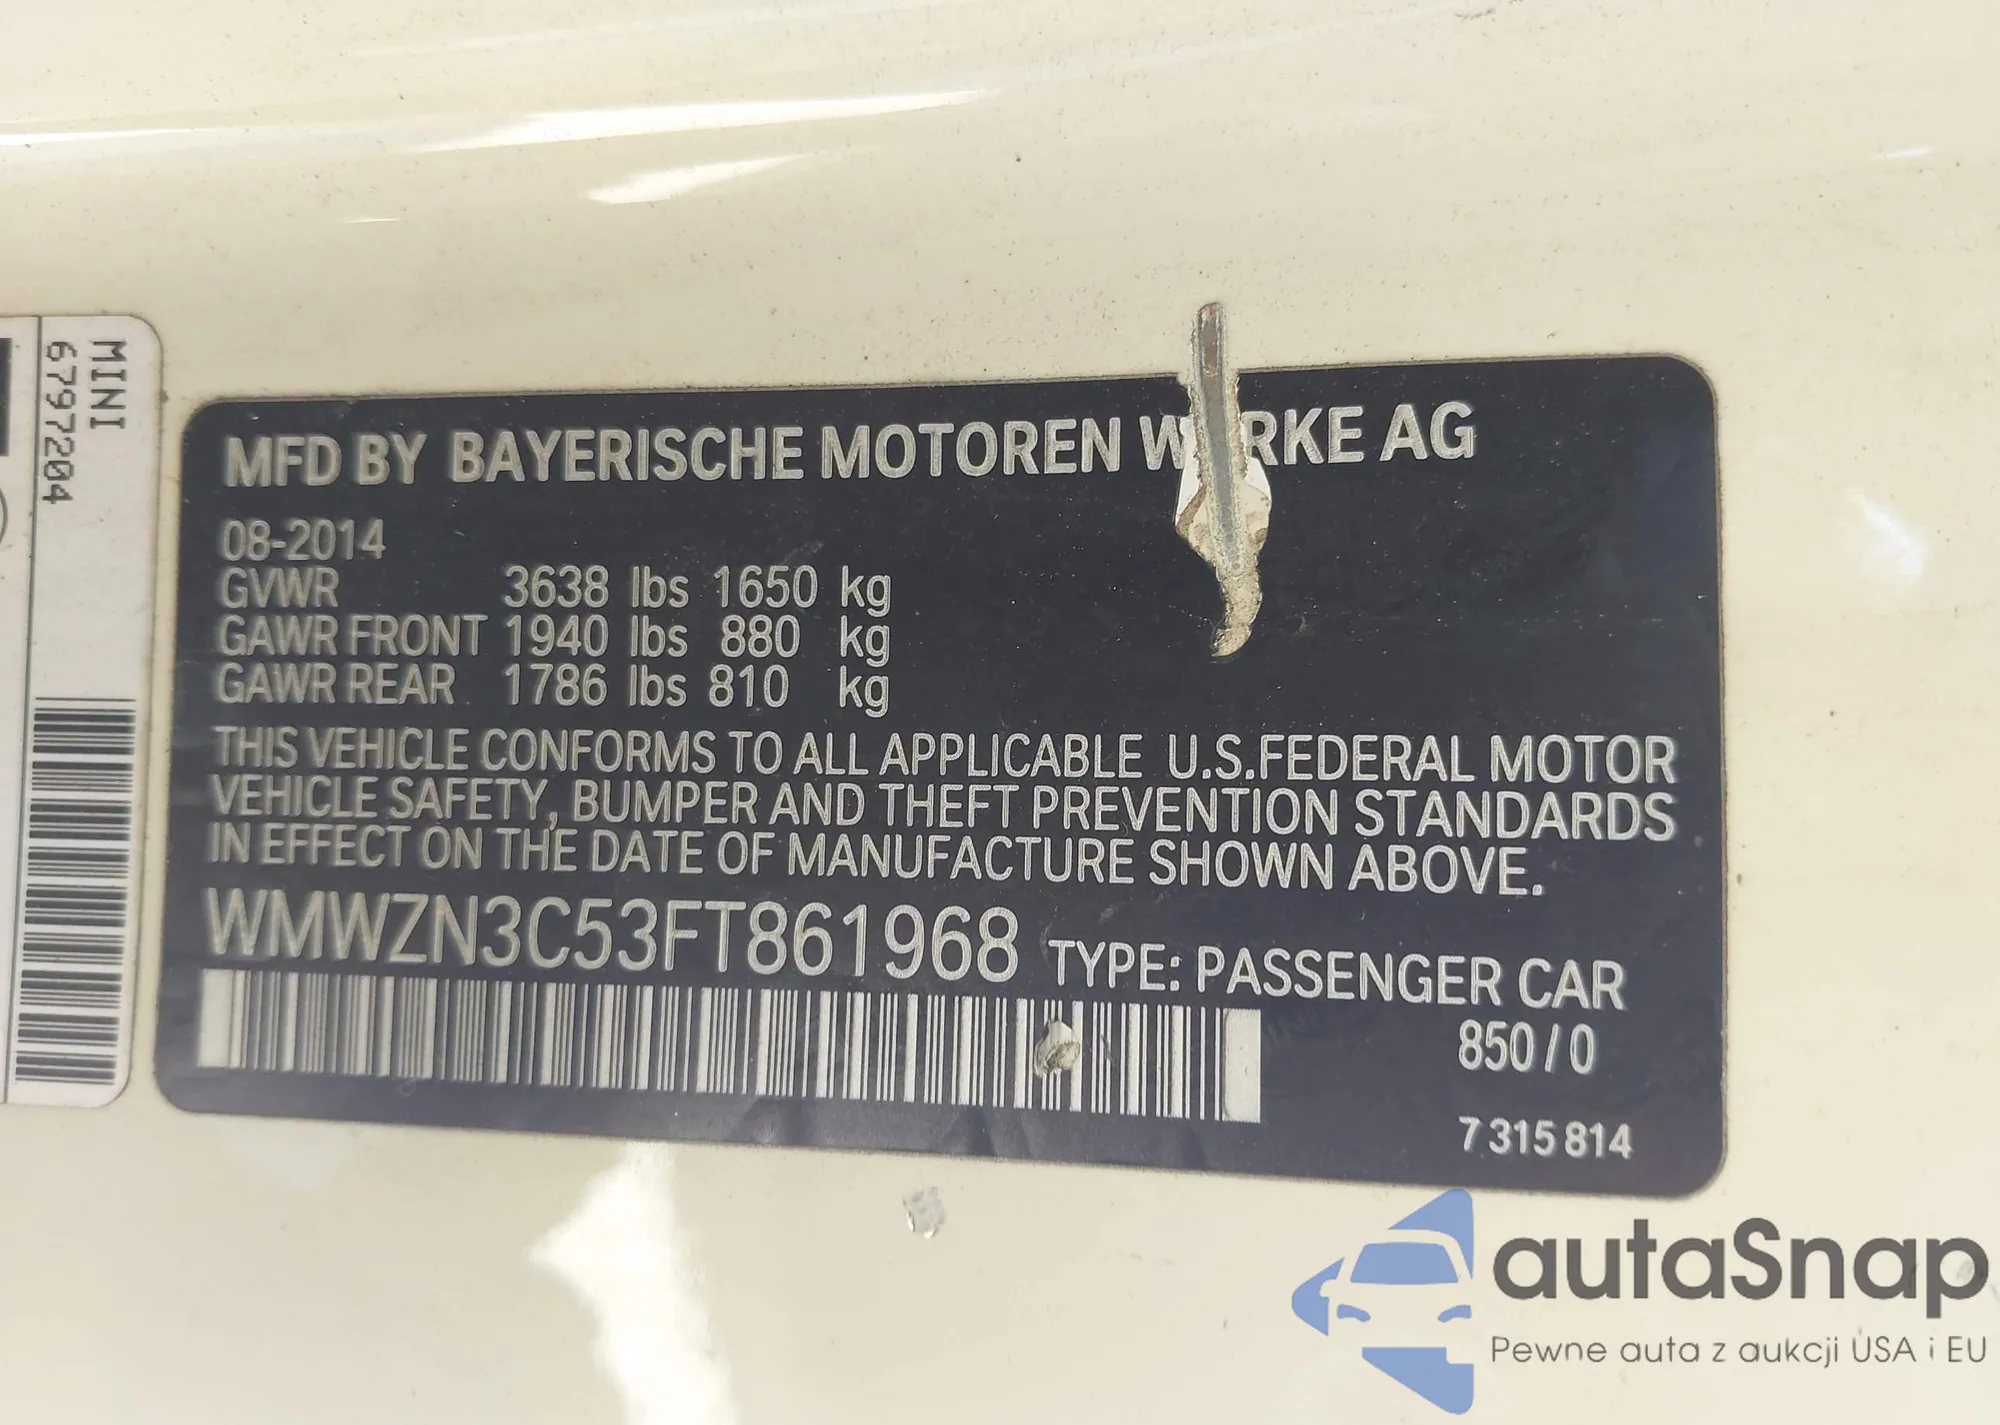 MINI
6797204
MFD BY BAYERISCHE MOTOREN W RKE AG
08-2014
GVWR 3638 lbs 1650 kg
GAWR FRONT 1940 lbs 880 kg
GAWR REAR 1786 lbs 810 kg
THIS VEHICLE CONFORMS TO ALL APPLICABLE U.S.FEDERAL MOTOR
VEHICLE SAFETY, BUMPER AND THEFT PREVENTION STANDARDS
IN EFFECT ON THE DATE OF MANUFACTURE SHOWN ABOVE.
WMWZN3C53FT861968 TYPE: PASSENGER CAR
850/0
7 315 814
autaSnap
Pewne auta z aukcji USA i EU